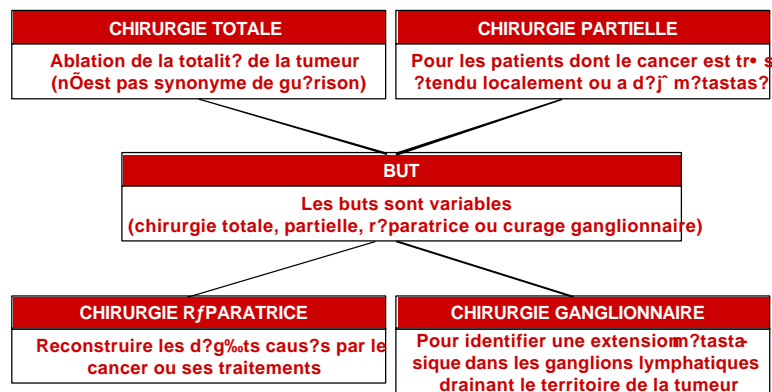 CHIRURGIE TOTALE
Ablation de la totalit? de la tumeur
(nÕest pas synonyme de gu?rison)
CHIRURGIE PARTIELLE
Pour les patients dont le cancer est tr• s
?tendu localement ou a d?jˆ m?tastas?
BUT
Les buts sont variables
(chirurgie totale, partielle, r?paratrice ou curage ganglionnaire)
CHIRURGIE RƒPARATRICE
Reconstruire les d?g‰ts caus?s par le
cancer ou ses traitements
CHIRURGIE GANGLIONNAIRE
Pour identifier une extension m?tasta-
sique dans les ganglions lymphatiques
drainant le territoire de la tumeur